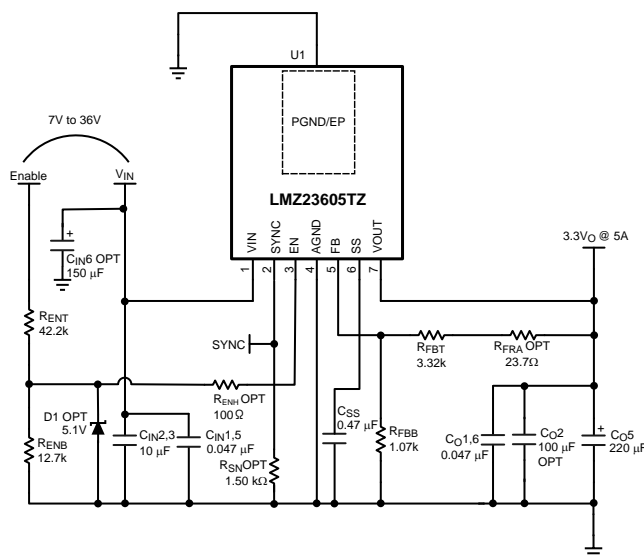 U1
PGND/EP
LMZ23605TZ
VIN
SYNC
EN
AGND
FB
SS
VOUT
1
2
3
4
5
6
7
7V to 36V
Enable
VIN
CIN6 OPT
150 µF
RENT
42.2k
D1 OPT
5.1V
RENB
12.7k
CIN2,3
10 µF
CIN1,5
0.047 µF
RENH OPT
100Ω
SYNC
RSNOPT
1.50 kΩ
CSS
0.47 µF
RFBB
1.07k
RFBT
3.32k
RFRA OPT
23.7Ω
3.3VO @ 5A
CO1,6
0.047 µF
CO2
100 µF
OPT
CO5
220 µF